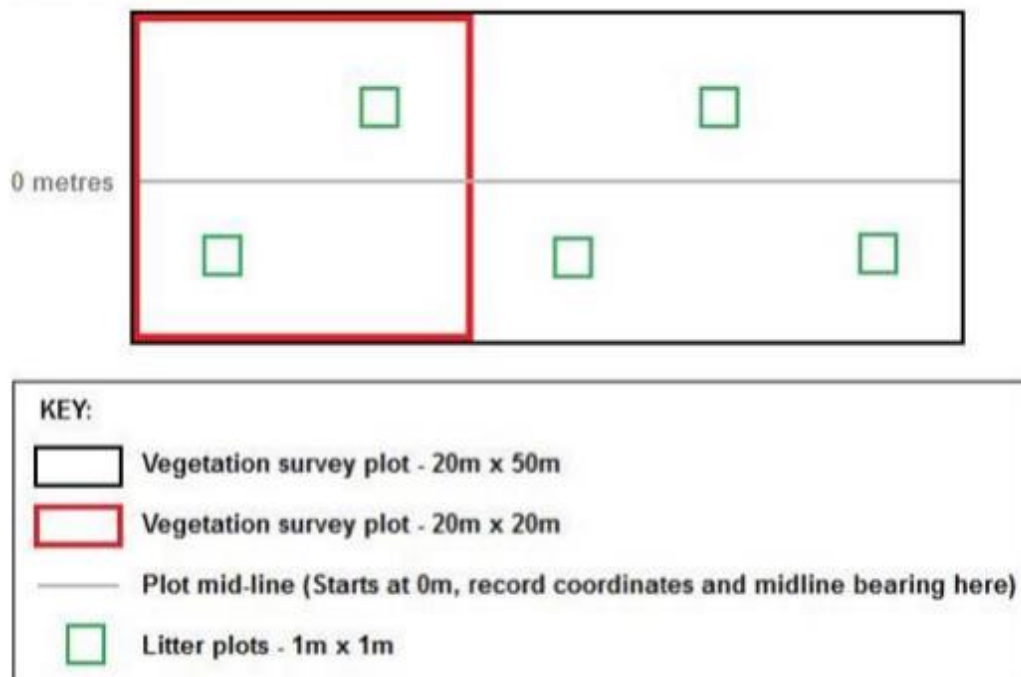 0 metres
KEY:
Vegetation survey plot - 20m x 50m
Vegetation survey plot - 20m x 20m
Plot mid-line (Starts at 0m, record coordinates and midline bearing here)
Litter plots - 1m x 1m